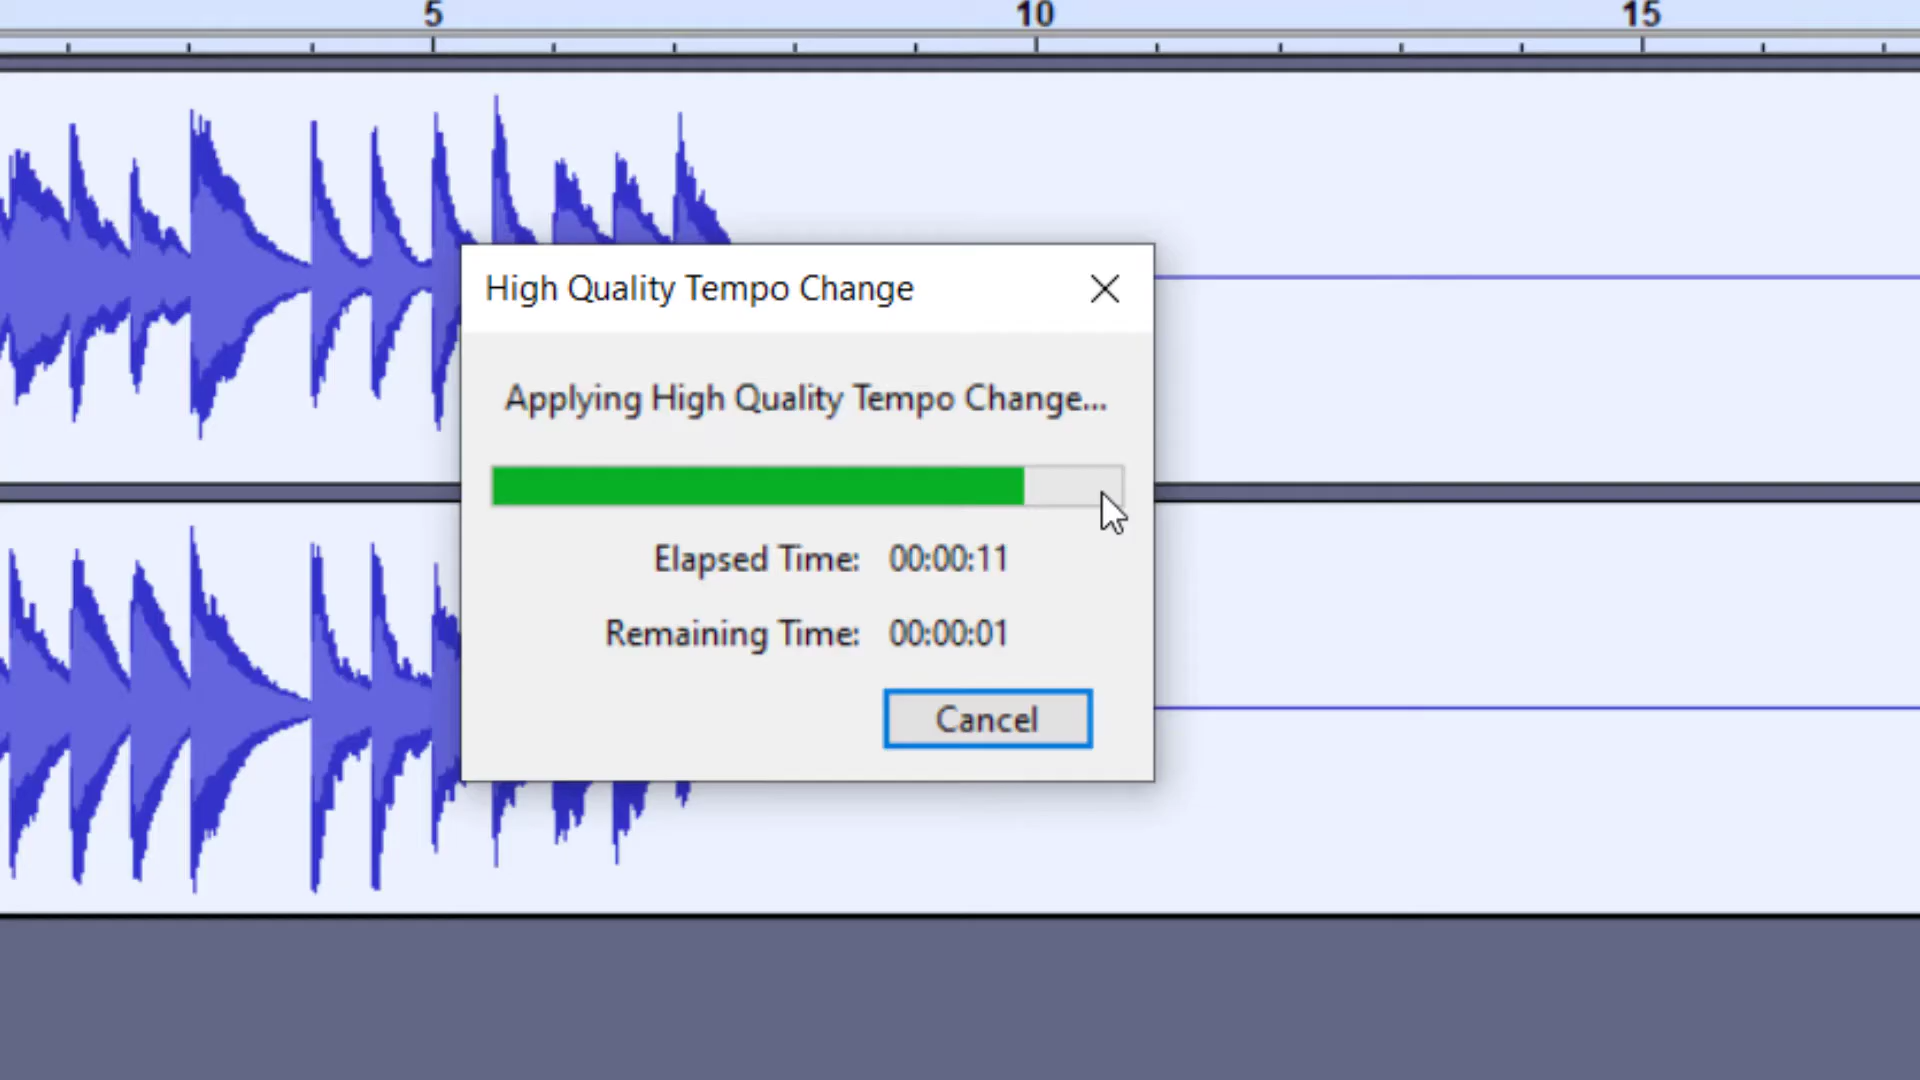 5 10 15
High Quality Tempo Change
Applying High Quality Tempo Change...
Elapsed Time: 00:00:11
Remaining Time: 00:00:01
Cancel